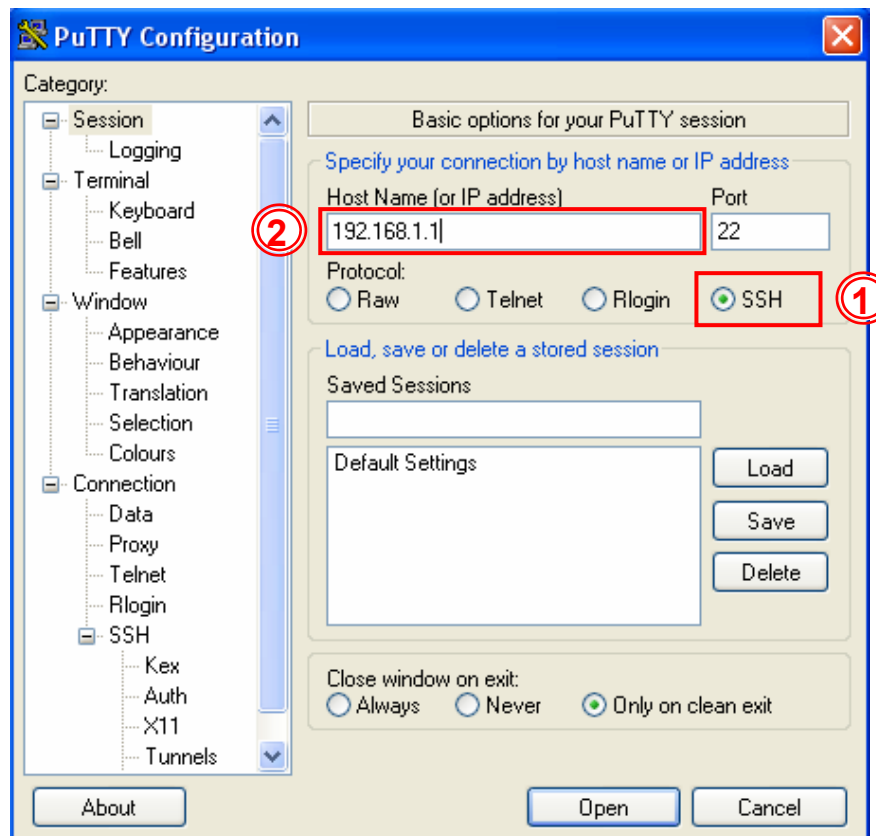 PuTTY Configuration
Category:
Session
Logging
Terminal
Keyboard
Bell
Features
Window
Appearance
Behaviour
Translation
Selection
Colours
Connection
Data
Proxy
Telnet
Rlogin
SSH
Kex
Auth
X11
Tunnels
Basic options for your PuTTY session
Specify your connection by host name or IP address
Host Name (or IP address) Port
② 192.168.1.1 22
Protocol:
Raw Telnet Rlogin SSH ①
Load, save or delete a stored session
Saved Sessions
Default Settings
Load
Save
Delete
Close window on exit:
Always Never Only on clean exit
About Open Cancel